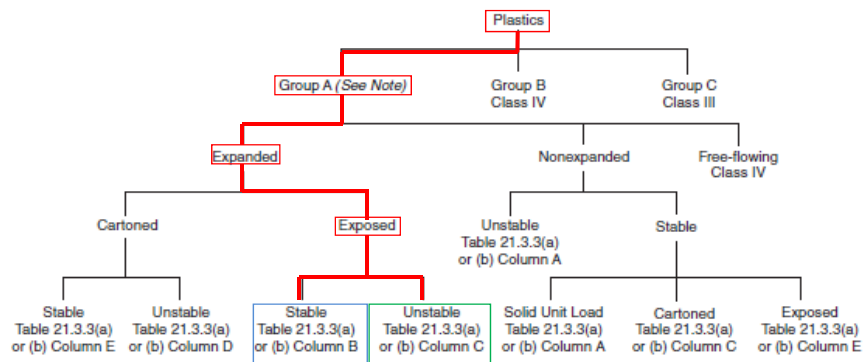 Plastics
Group A (See Note)
Group B
Class IV
Group C
Class III
Expanded
Nonexpanded
Free-flowing
Class IV
Cartoned
Exposed
Unstable
Table 21.3.3(a)
or (b) Column A
Stable
Stable
Table 21.3.3(a)
or (b) Column E
Unstable
Table 21.3.3(a)
or (b) Column D
Stable
Table 21.3.3(a)
or (b) Column B
Unstable
Table 21.3.3(a)
or (b) Column C
Solid Unit Load
Table 21.3.3(a)
or (b) Column A
Cartoned
Table 21.3.3(a)
or (b) Column C
Exposed
Table 21.3.3(a)
or (b) Column E